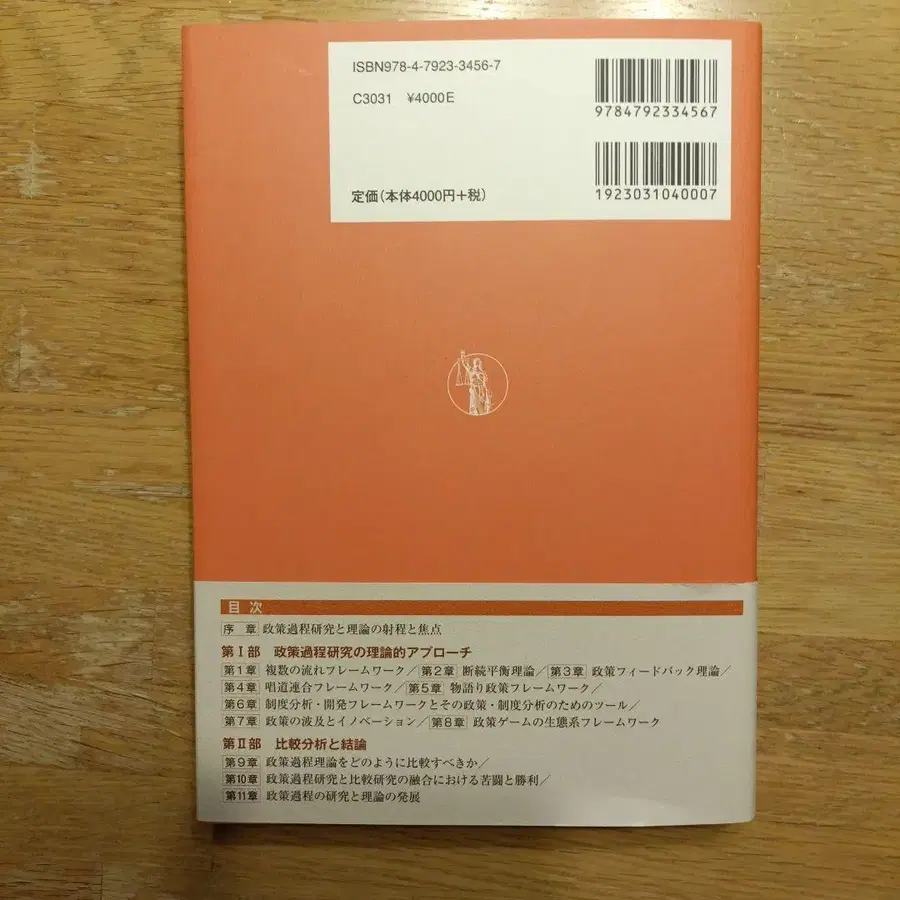 ISBN978-4-7923-3456-7
C3031 ¥4000E
定価(本体4000円+税)
9784792334567
1923031040007
目次
序章 政策過程研究と理論の射程と焦点
第Ⅰ部 政策過程研究の理論的アプローチ
第1章 複数の流れフレームワーク/第2章 断続平衡理論/第3章 政策フィードバック理論/
第4章 唱道連合フレームワーク/第5章 物語り政策フレームワーク/
第6章 制度分析・開発フレームワークとその政策・制度分析のためのツール/
第7章 政策の波及とイノベーション/第8章 政策ゲームの生態系フレームワーク
第Ⅱ部 比較分析と結論
第9章 政策過程理論をどのように比較すべきか/
第10章 政策過程研究と比較研究の融合における苦闘と勝利/
第11章 政策過程の研究と理論の発展